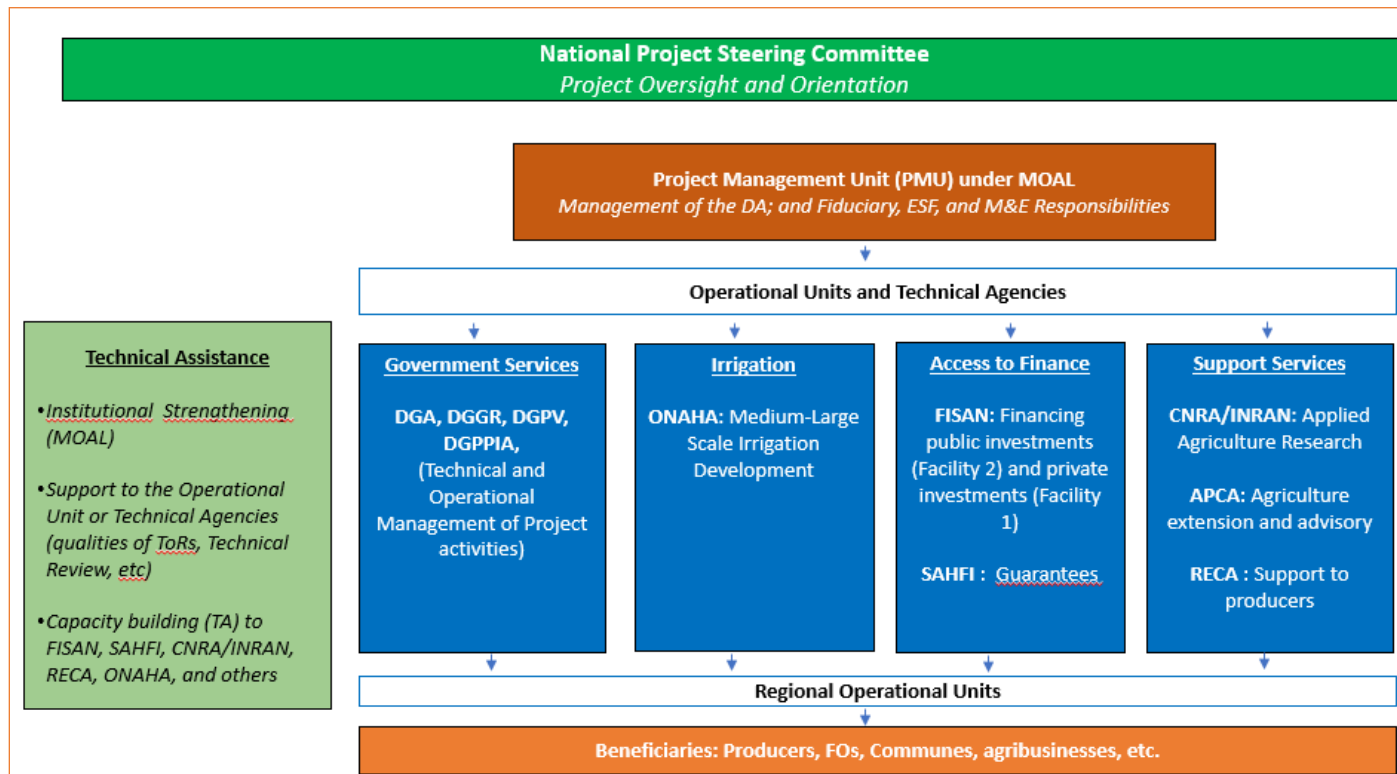 National Project Steering Committee
Project Oversight and Orientation
Project Management Unit (PMU) under MOAL
Management of the DA; and Fiduciary, ESF, and M&E Responsibilities
Operational Units and Technical Agencies
Technical Assistance
•Institutional Strengthening
(MOAL)
•Support to the Operational
Unit or Technical Agencies
(qualities of ToRs, Technical
Review, etc)
•Capacity building (TA) to
FISAN, SAHFI, CNRA/INRAN,
RECA, ONAHA, and others
Government Services
DGA, DGGR, DGPV,
DGPPIA,
(Technical and
Operational
Management of Project
activities)
Irrigation
ONAHA: Medium-Large
Scale Irrigation
Development
Access to Finance
FISAN: Financing
public investments
(Facility 2) and private
investments (Facility
1)
SAHFI : Guarantees
Support Services
CNRA/INRAN: Applied
Agriculture Research
APCA: Agriculture
extension and advisory
RECA : Support to
producers
Regional Operational Units
Beneficiaries: Producers, FOs, Communes, agribusinesses, etc.